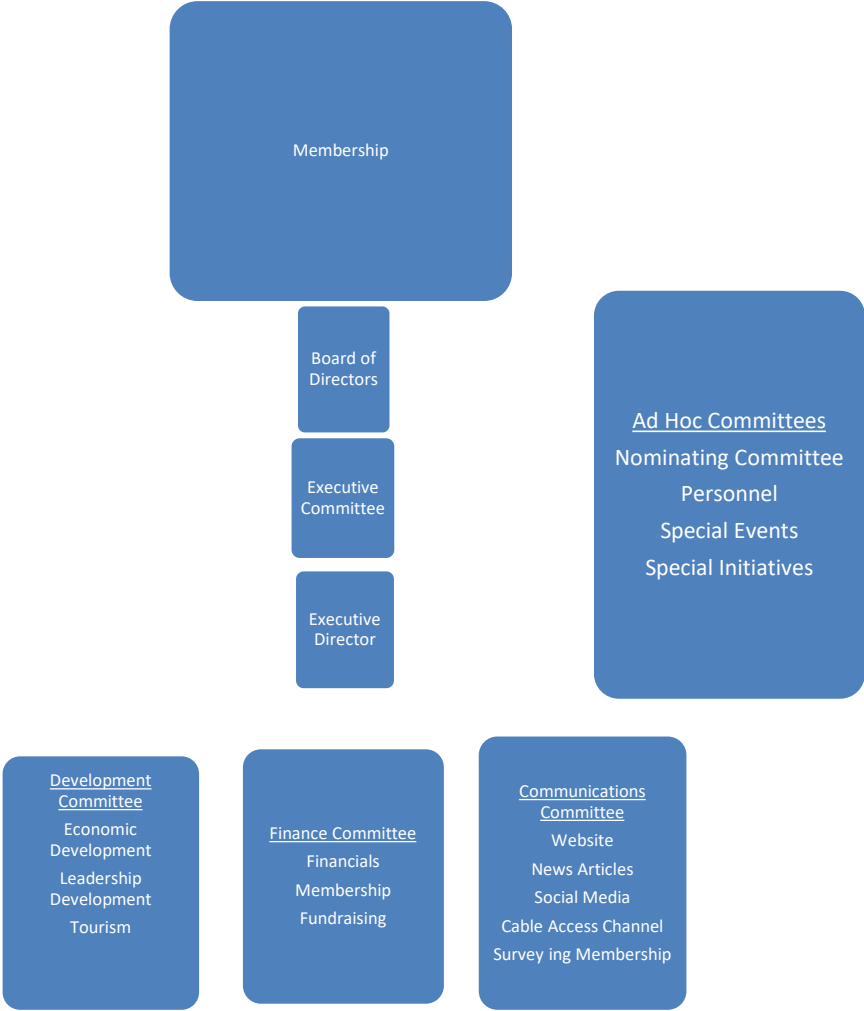 Membership
Board of
Directors
Executive
Committee
Executive
Director
Ad Hoc Committees
Nominating Committee
Personnel
Special Events
Special Initiatives
Development
Committee
Economic
Development
Leadership
Development
Tourism
Finance Committee
Financials
Membership
Fundraising
Communications
Committee
Website
News Articles
Social Media
Cable Access Channel
Survey ing Membership